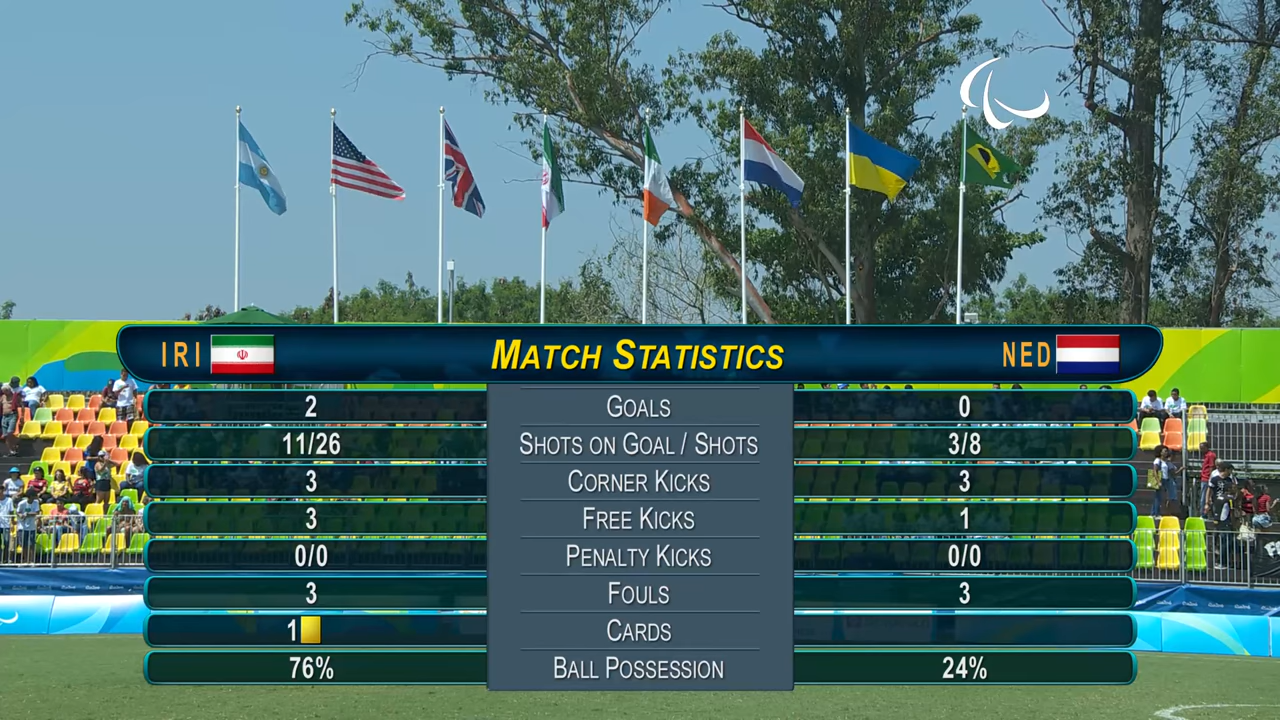 IRI MATCH STATISTICS NED
2 GOALS 0
11/26 SHOTS ON GOAL / SHOTS 3/8
3 CORNER KICKS 3
3 FREE KICKS 1
0/0 PENALTY KICKS 0/0
3 FOULS 3
1 CARDS
76% BALL POSSESSION 24%